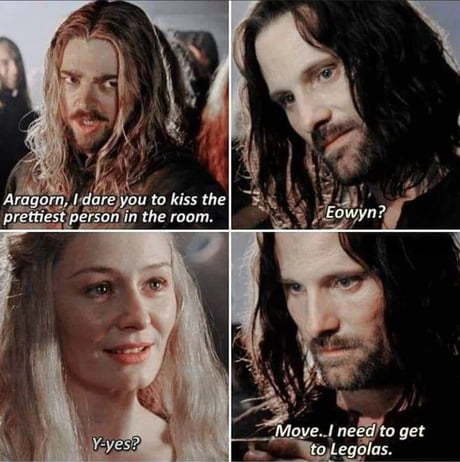 Aragorn, I dare you to kiss the
prettiest person in the room.
Eowyn?
Y-yes?
Move..I need to get
to Legolas.